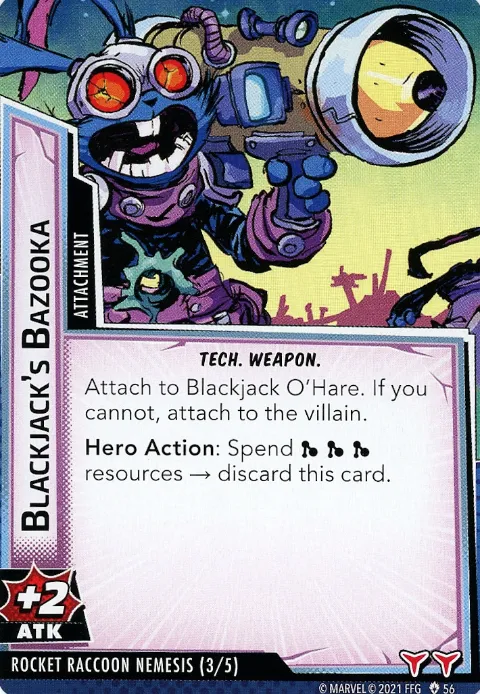 BLACKJACK'S BAZOOKA
ATTACHMENT
TECH. WEAPON.
Attach to Blackjack O'Hare. If you
cannot, attach to the villain.
Hero Action: Spend
resources → discard this card.
+2
ATK
ROCKET RACCOON NEMESIS (3/5)
© MARVEL © 2021 FFG 56